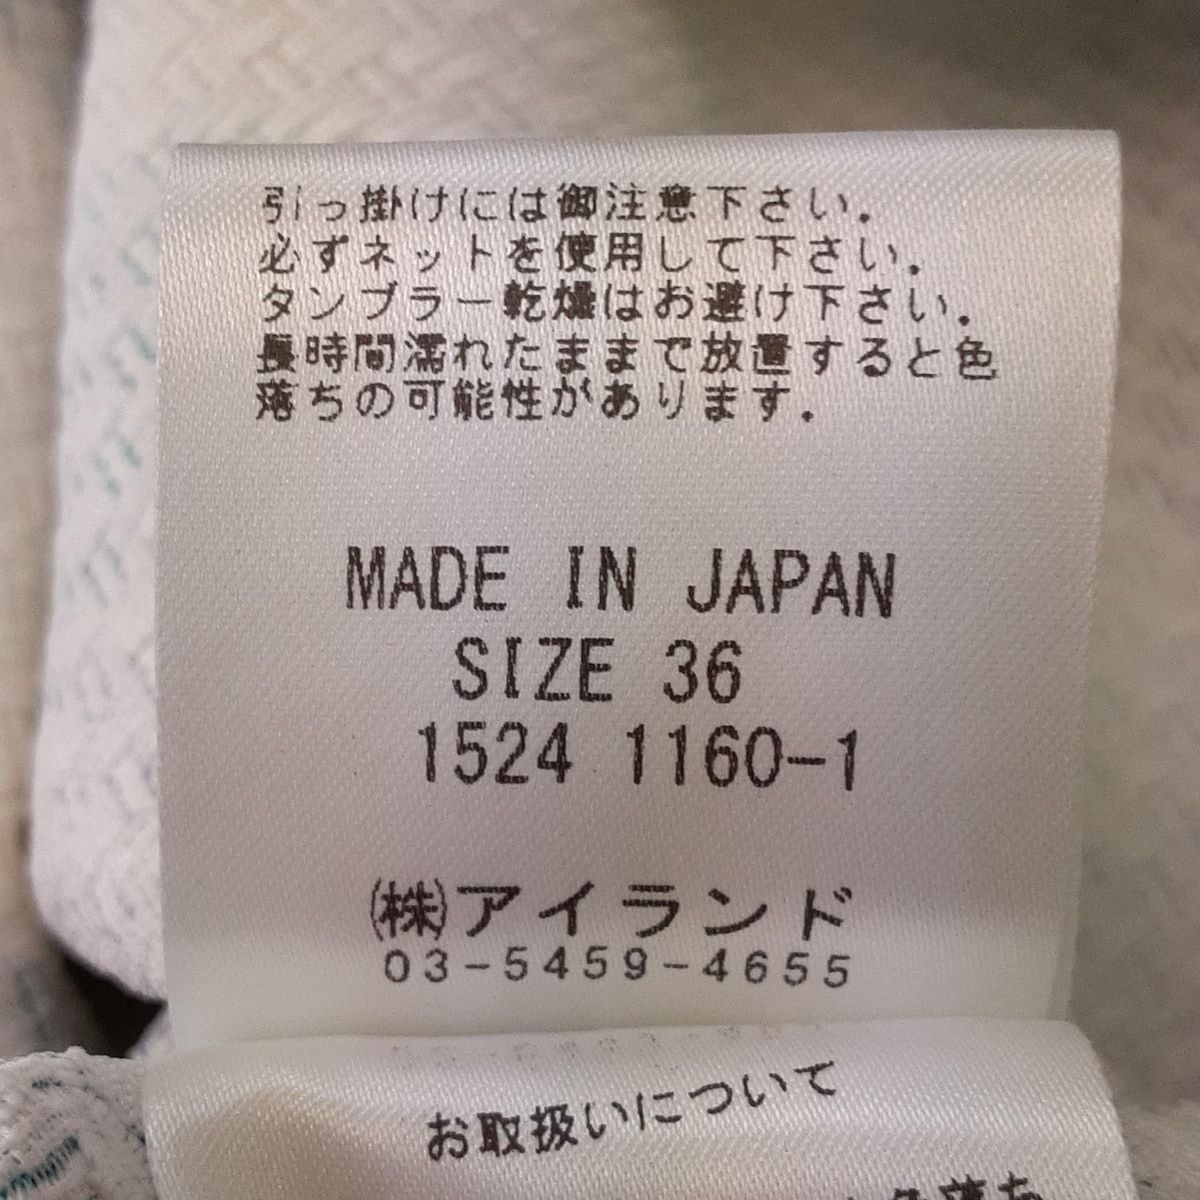 引っ掛けには御注意下さい.
必ずネットを使用して下さい.
タンブラー乾燥はお避け下さい.
長時間濡れたままで放置すると色
落ちの可能性があります.
MADE IN JAPAN
SIZE 36
1524 1160-1
㈱アイランド
03-5459-4655
お取扱いについて
色落ち